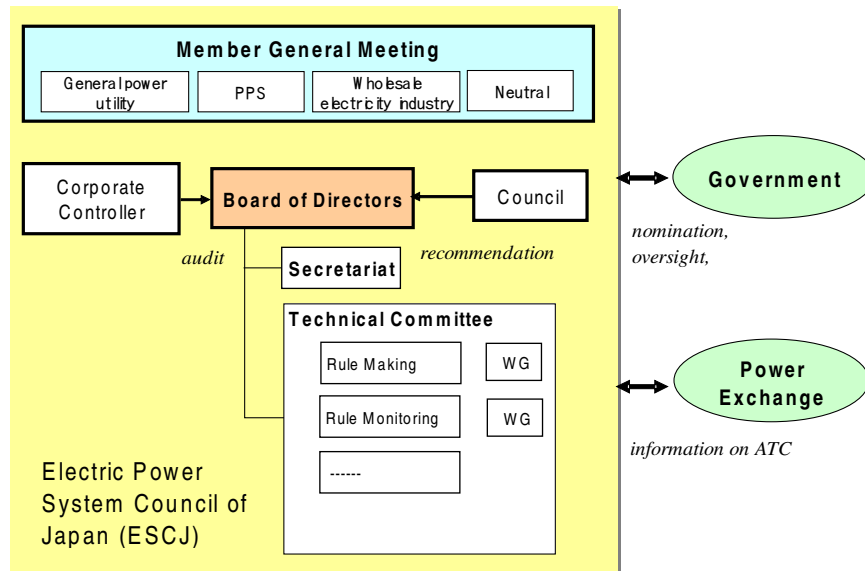 Member General Meeting
General power
utility
PPS
Wholesale
electricity industry
Neutral
Corporate
Controller
Board of Directors
Council
Government
audit
recommendation
nomination,
oversight,
Secretariat
Technical Committee
Rule Making
WG
Rule Monitoring
WG
------
Power
Exchange
information on ATC
Electric Power
System Council of
Japan (ESCJ)